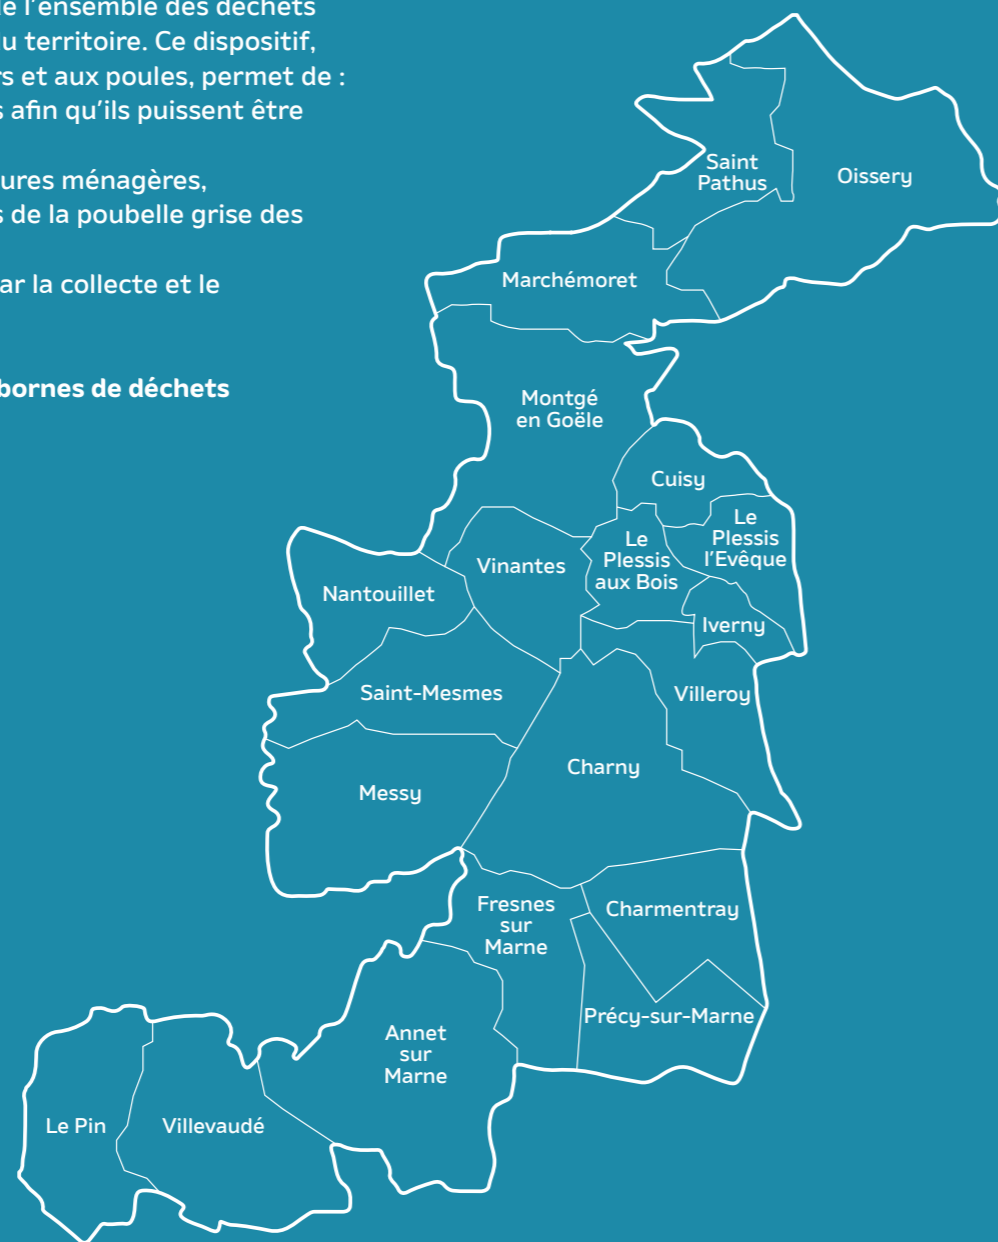 de l'ensemble des déchets
du territoire. Ce dispositif,
rs et aux poules, permet de :
s afin qu'ils puissent être
ures ménagères,
s de la poubelle grise des
ar la collecte et le
bornes de déchets
Saint
Pathus
Oissery
Marchémoret
Montgé
en Goële
Cuisy
Le
Plessis
l'Evêque
Le
Plessis
aux Bois
Vinantes
Nantouillet
Iverny
Saint-Mesmes
Villeroy
Charny
Messy
Fresnes
sur
Marne
Charmentray
Précy-sur-Marne
Annet
sur
Marne
Le Pin
Villevaudé